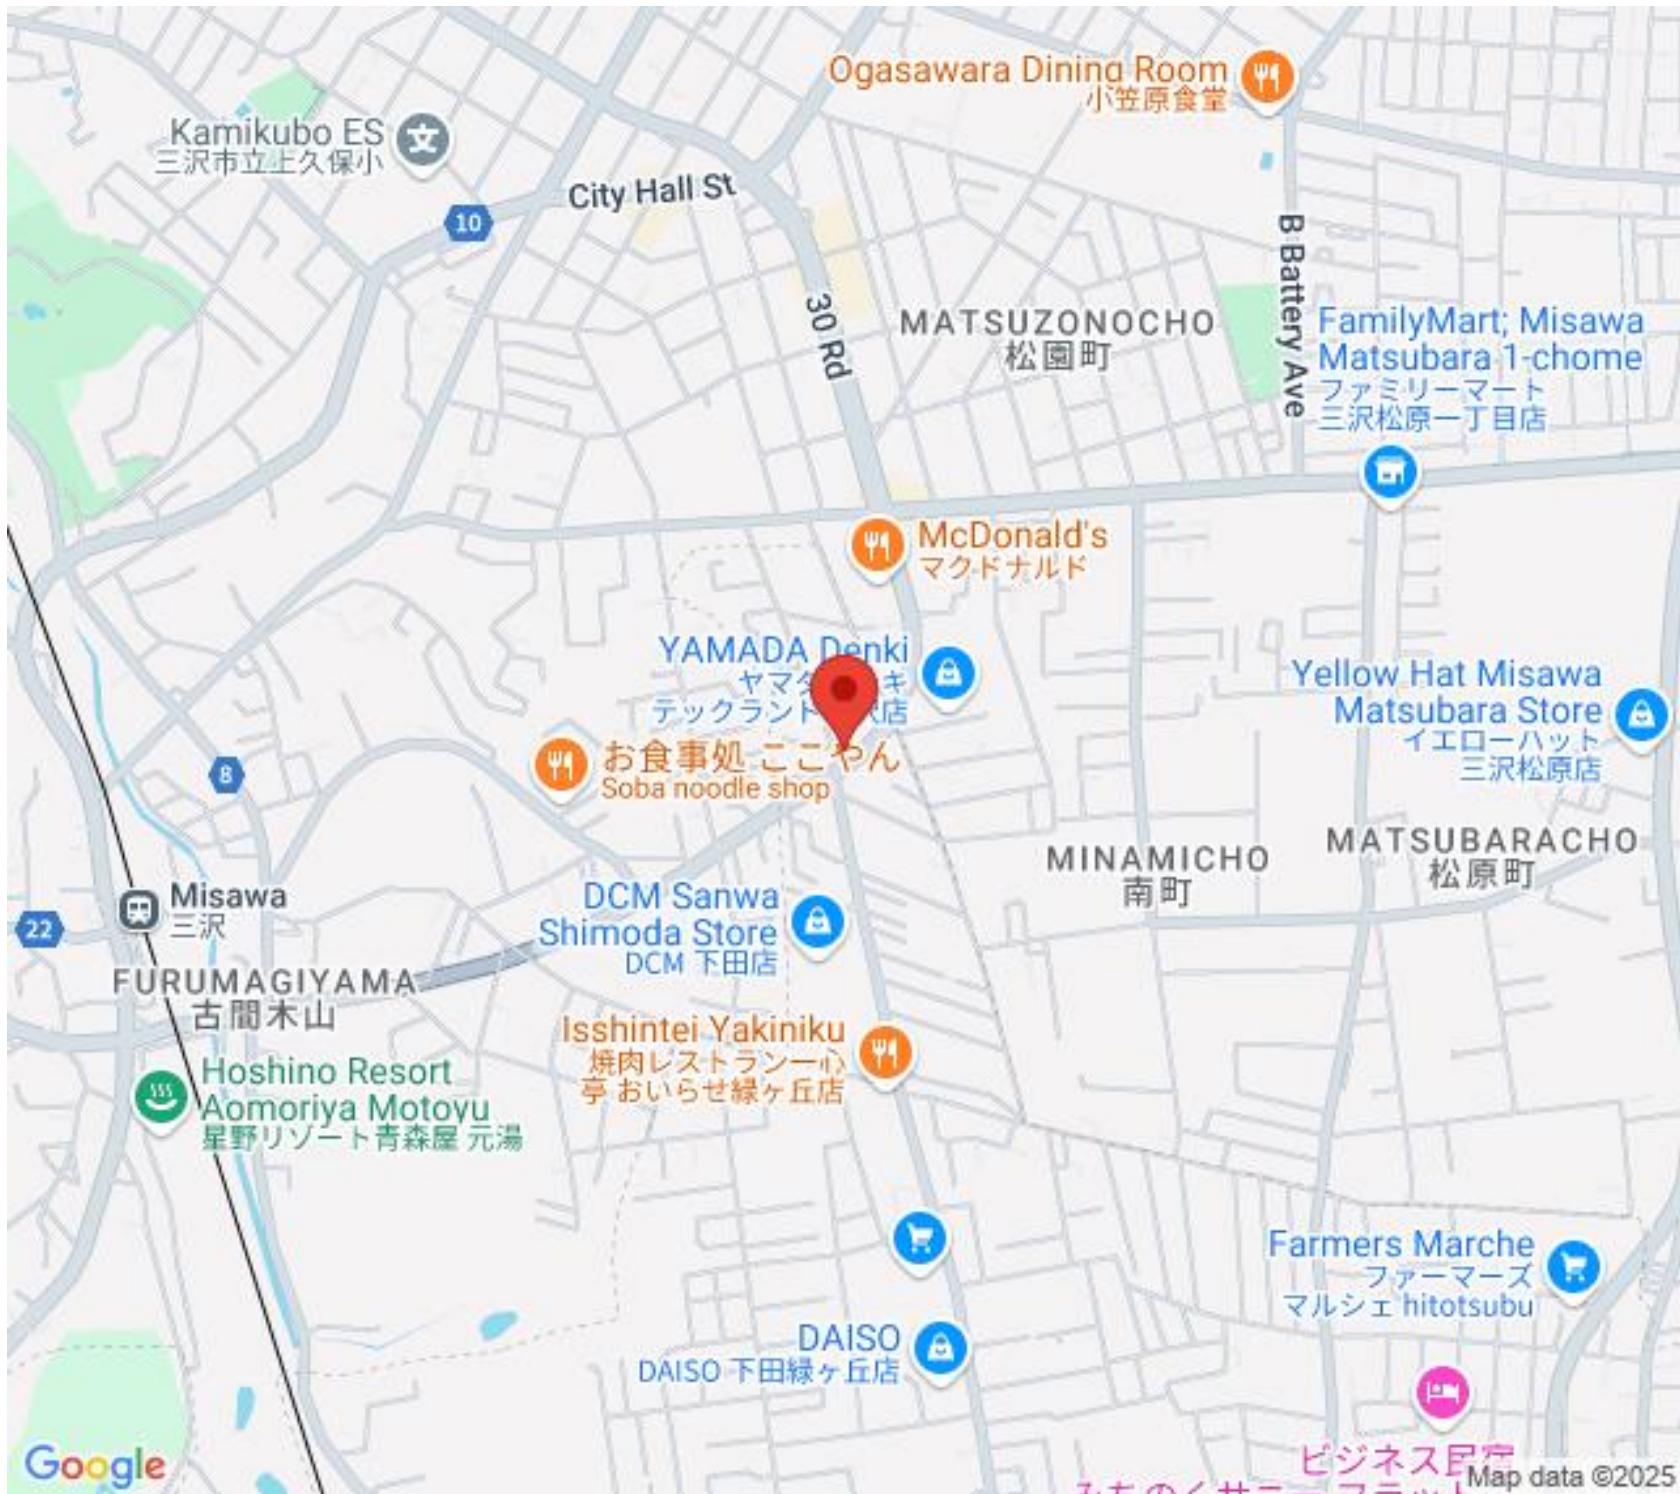 Ogasawara Dining Room
小笠原食堂
Kamikubo ES
三沢市立上久保小
City Hall St
10
B Battery Ave
30 Rd
MATSUZONOCHO
松園町
FamilyMart; Misawa
Matsubara 1-chome
ファミリーマート
三沢松原一丁目店
McDonald's
マクドナルド
YAMADA Denki
テックランド
Yellow Hat Misawa
Matsubara Store
イエローハット
三沢松原店
お食事処 ここやん
Soba noodle shop
8
MINAMICHO
南町
MATSUBARACHO
松原町
Misawa
三沢
22
DCM Sanwa
Shimoda Store
DCM 下田店
FURUMAGIYAMA
古間木山
Isshintei Yakiniku
焼肉レストラン一心
亭 おいらせ緑ヶ丘店
Hoshino Resort
Aomoriya Motoyu
星野リゾート青森屋 元湯
Farmers Marche
ファーマーズ
マルシェ hitotsubu
DAISO
DAISO 下田緑ヶ丘店
ビジネス民宿
Google
Map data ©2025